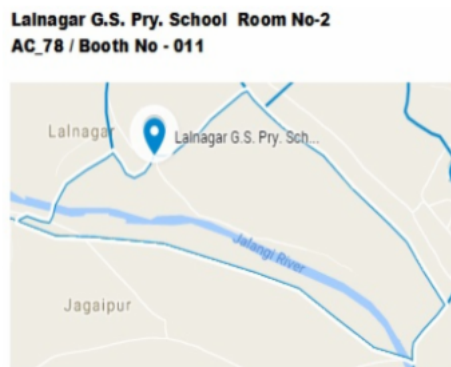 Lalnagar G.S. Pry. School Room No-2
AC_78 / Booth No - 011
Lalnagar
Lalnagar G.S. Pry. Sch...
Jalangi River
Jagaipur